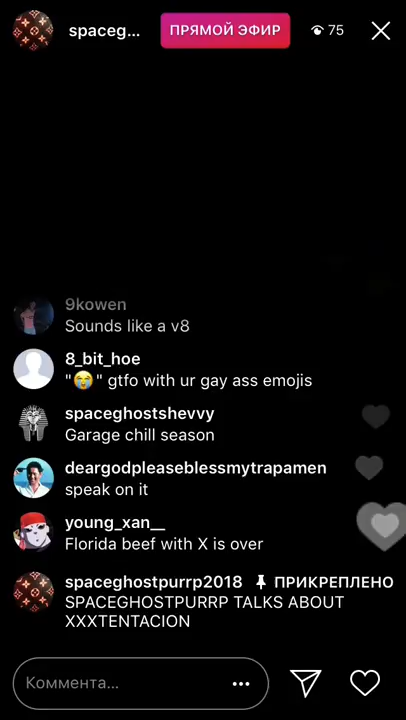 spaceg...
ПРЯМОЙ ЭФИР
75
9kowen
Sounds like a v8
8_bit_hoe
"😭" gtfo with ur gay ass emojis
spaceghostshevvy
Garage chill season
deargodpleaseblessmytrapamen
speak on it
young_xan__
Florida beef with X is over
spaceghostpurrp2018 ПРИКРЕПЛЕНО
SPACEGHOSTPURRP TALKS ABOUT
XXXTENTACION
Коммента...